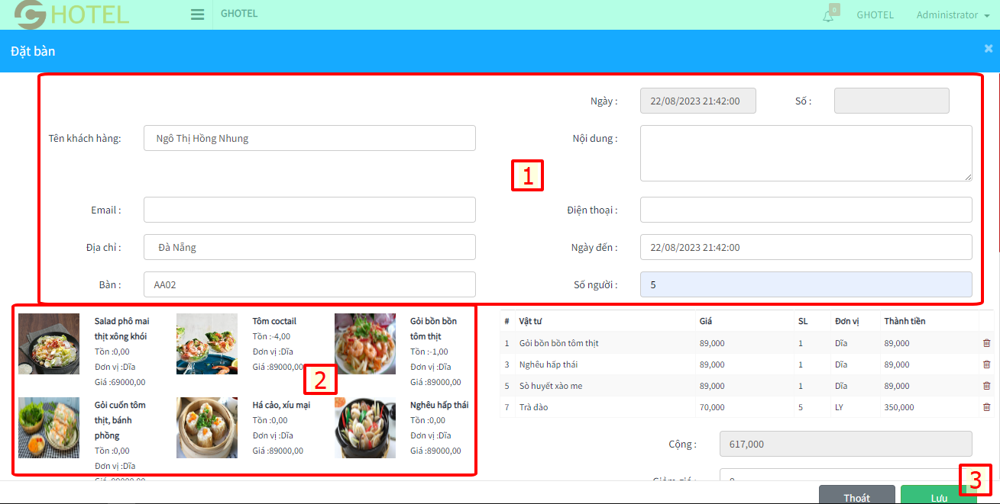 GHOTEL
GHOTEL
0
GHOTEL
Administrator
Đặt bàn
×
Ngày :
22/08/2023 21:42:00
Số :
Tên khách hàng:
Ngô Thị Hồng Nhung
Nội dung :
1
Email :
Điện thoại :
Địa chỉ :
Đà Nẵng
Ngày đến :
22/08/2023 21:42:00
Bàn :
AA02
Số người :
5
Salad phô mai
thịt xông khói
Tồn :0,00
Đơn vị :Dĩa
Giá :69000,00
Tôm coctail
Tồn :-4,00
Đơn vị :Dĩa
Giá :89000,00
Gỏi bồn bồn
tôm thịt
Tồn :-1,00
Đơn vị :Dĩa
Giá :89000,00
2
Gỏi cuốn tôm
thịt, bánh
phồng
Tồn :0,00
Đơn vị :Dĩa
Há cảo, xíu mại
Tồn :0,00
Đơn vị :Dĩa
Giá :89000,00
Nghêu hấp thái
Tồn :0,00
Đơn vị :Dĩa
Giá :89000,00
# Vật tư Giá SL Đơn vị Thành tiền
1 Gỏi bồn bồn tôm thịt 89,000 1 Dĩa 89,000
3 Nghêu hấp thái 89,000 1 Dĩa 89,000
5 Sò huyết xào me 89,000 1 Dĩa 89,000
7 Trà đào 70,000 5 LY 350,000
Cộng :
617,000
Giảm giá :
3
Thoát
Lưu